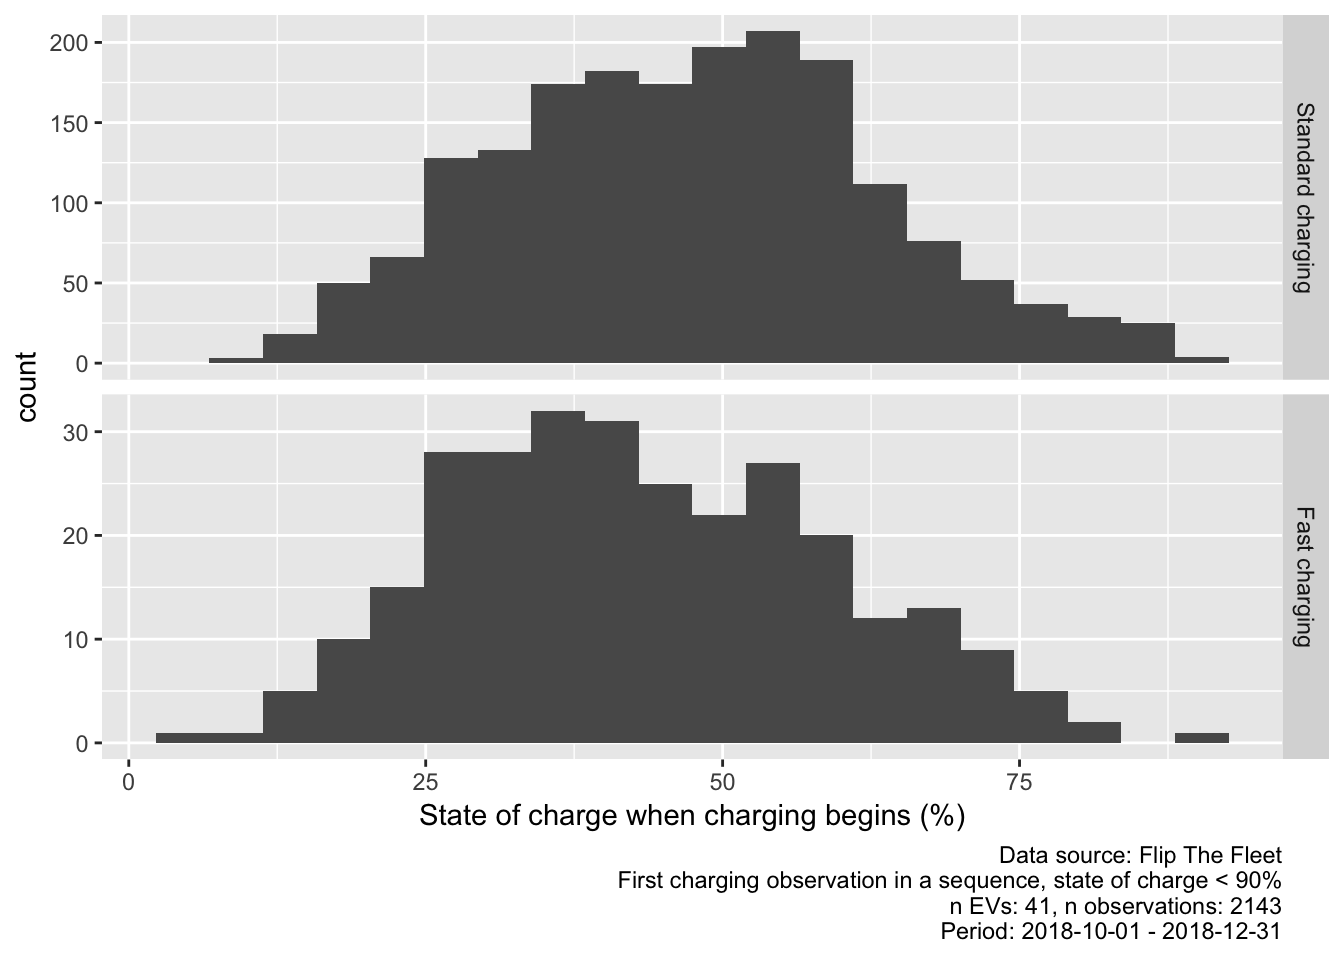 count
200
150
100
50
0
Standard charging
30
20
10
0
Fast charging
0 25 50 75
State of charge when charging begins (%)
Data source: Flip The Fleet
First charging observation in a sequence, state of charge < 90%
n EVs: 41, n observations: 2143
Period: 2018-10-01 - 2018-12-31